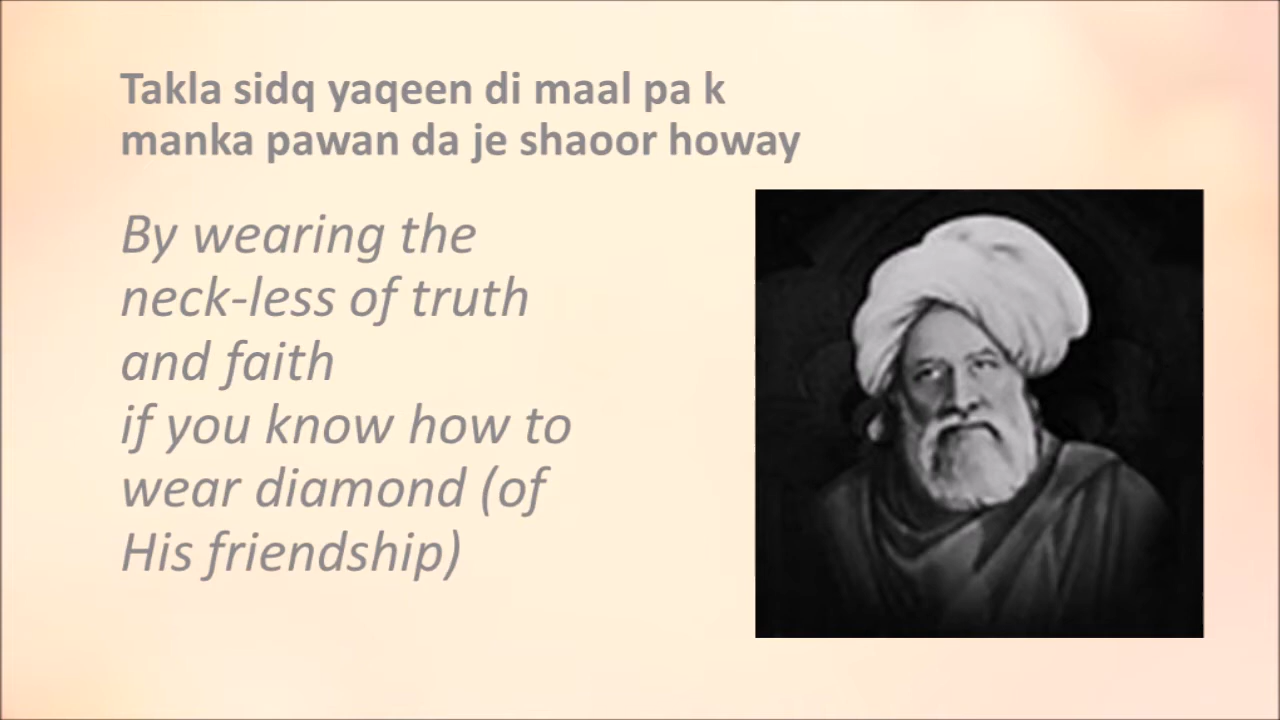 Takla sidq yaqeen di maal pa k
manka pawan da je shaoor howay
By wearing the
neck-less of truth
and faith
if you know how to
wear diamond (of
His friendship)